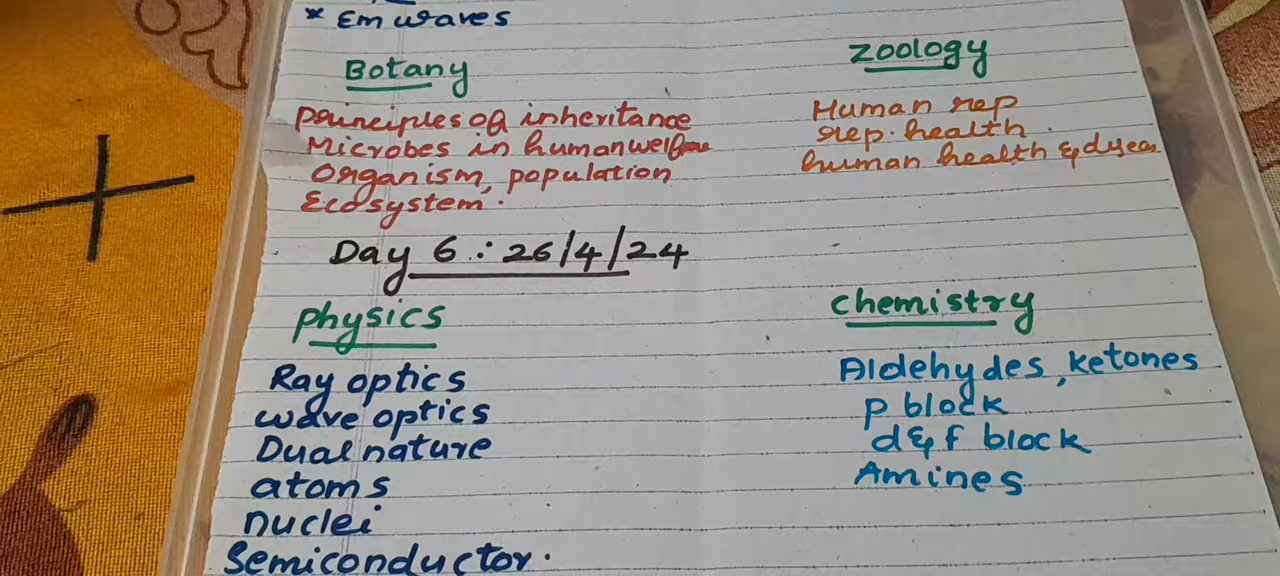 * Em waves
Botany
principles of inheritance
Microbes in human welfare
Organism, population
Ecosystem.
Zoology
Human rep
rep. health.
human health &
Day 6 : 26/4/24
physics
Ray optics
wave optics
Dual nature
atoms
nuclei
Semiconductor.
chemistry
Aldehydes, ketones
p block
d & f block
Amines